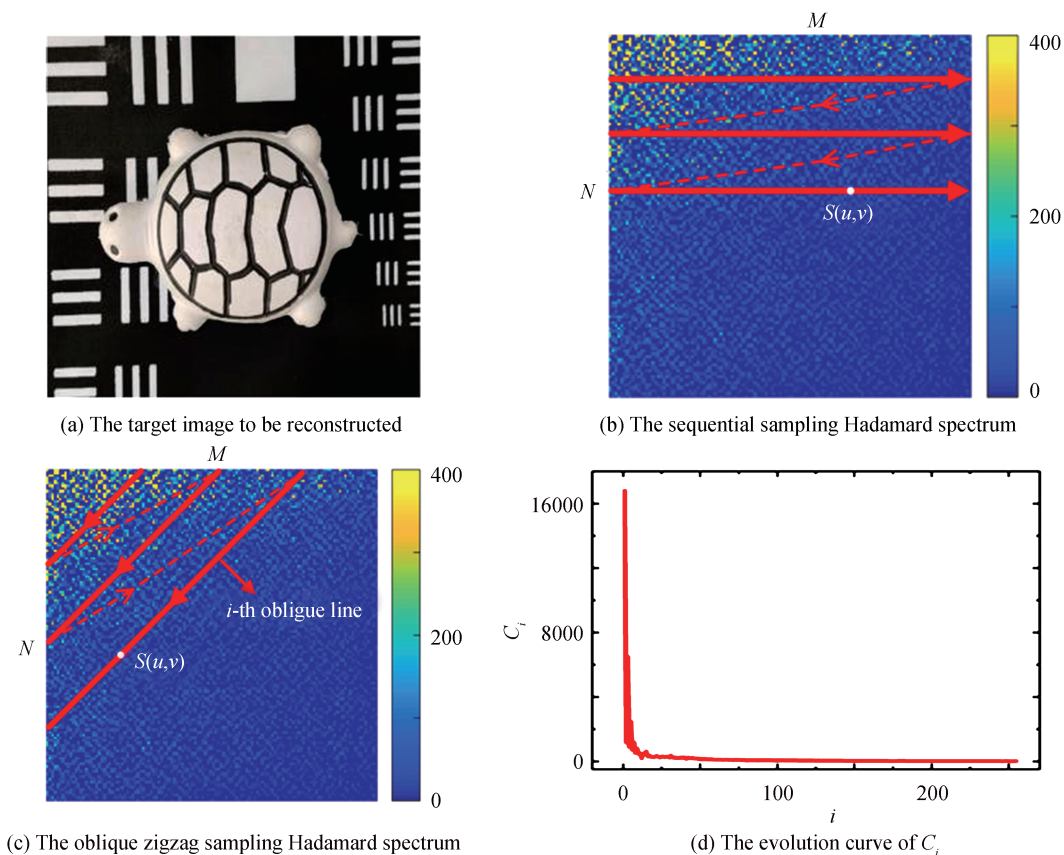 M
400
200
0
N
S(u,v)
(a) The target image to be reconstructed
(b) The sequential sampling Hadamard spectrum
M
400
200
0
i-th obligue line
N
S(u,v)
16000
8000
0
C_i
0
100
200
i
(c) The oblique zigzag sampling Hadamard spectrum
(d) The evolution curve of C_i